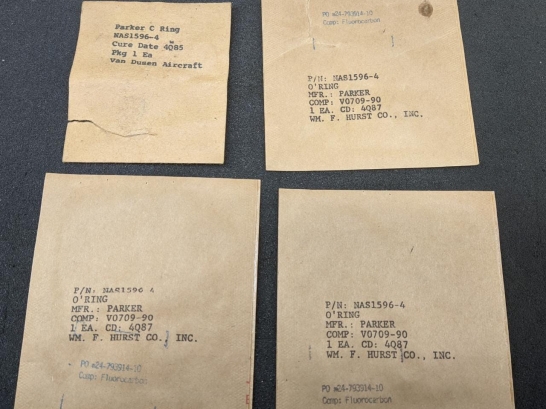 Parker C Ring
NAS1596-4
Cure Date 4Q85
Pkg 1 Ea
Van Dusen Aircraft
PO #24-793914-10
Comp: Fluorocarbon
P/N: NAS1596-4
O'RING
MFR.: PARKER
COMP: V0709-90
1 EA. CD: 4Q87
WM. F. HURST CO., INC.
P/N: NAS1596-4
O'RING
MFR.: PARKER
COMP: V0709-90
1 EA. CD: 4Q87
WM. F. HURST CO., INC.
PO #24-793914-10
Comp: Fluorocarbon
P/N: NAS1596-4
O'RING
MFR.: PARKER
COMP: V0709-90
1 EA. CD: 4Q87
WM. F. HURST CO., INC.
PO #24-793914-10
Comp: Fluorocarbon